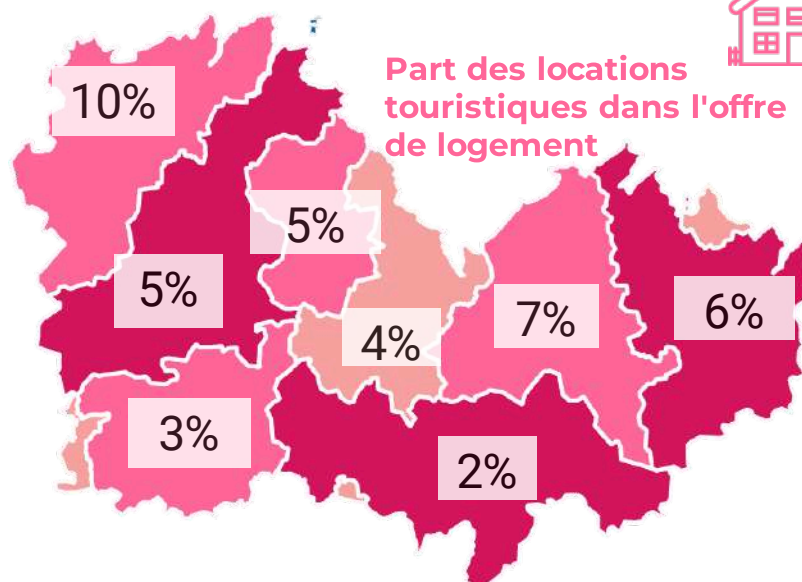 Part des locations
touristiques dans l'offre
de logement
10%
5%
5%
4%
7%
6%
3%
2%